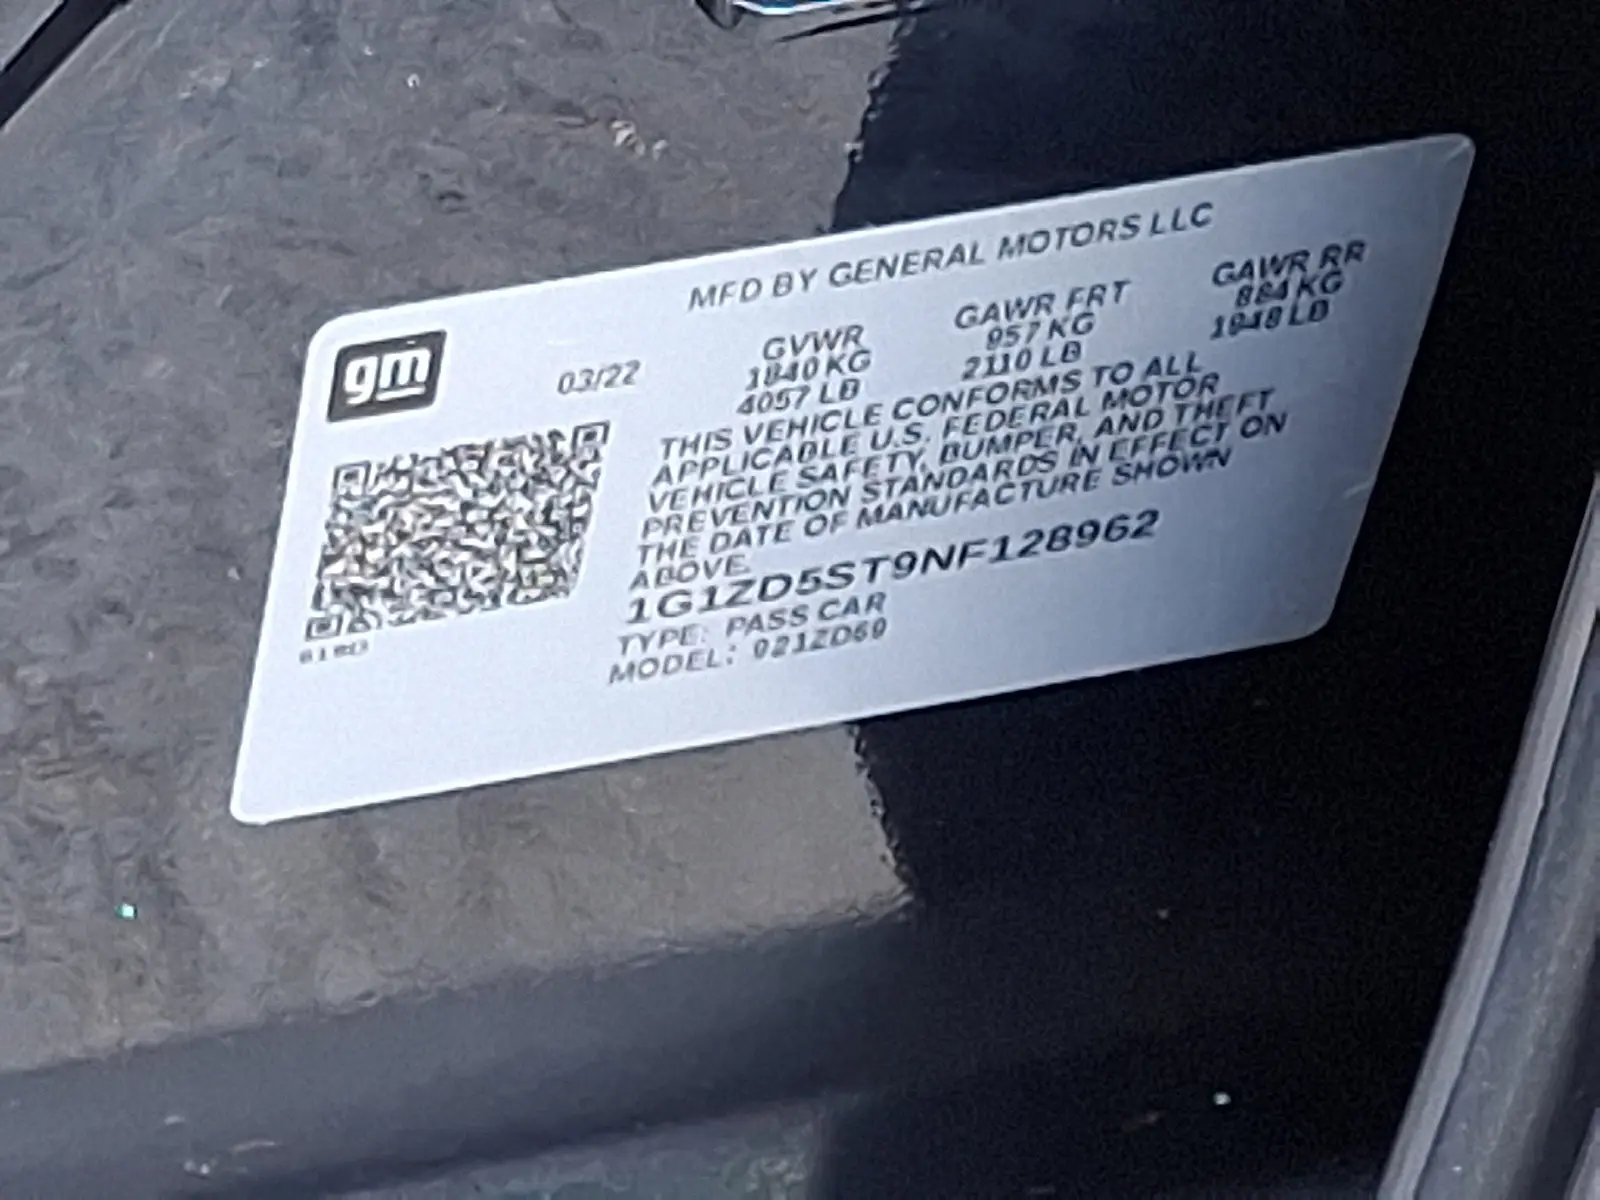 MFD BY GENERAL MOTORS LLC
gm
03/22
GVWR
1840 KG
4057 LB
GAWR FRT
957 KG
2110 LB
GAWR RR
884 KG
1948 LB
THIS VEHICLE CONFORMS TO ALL
APPLICABLE U.S. FEDERAL MOTOR
VEHICLE SAFETY, BUMPER, AND THEFT
PREVENTION STANDARDS IN EFFECT ON
THE DATE OF MANUFACTURE SHOWN
ABOVE.
1G1ZD5ST9NF128962
TYPE: PASS CAR
MODEL: